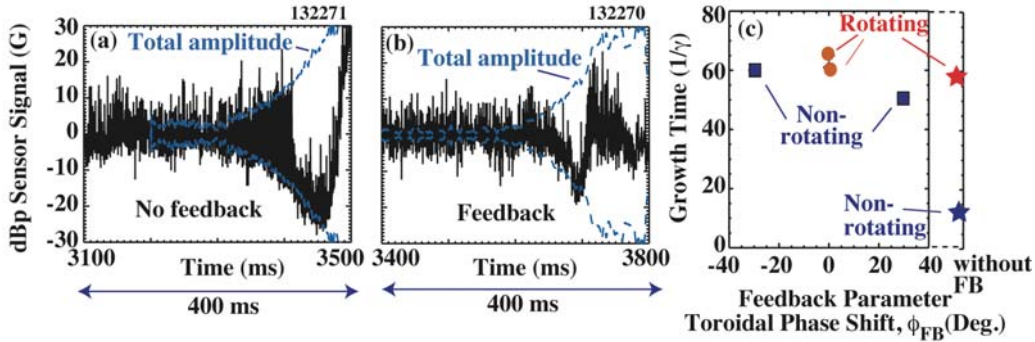 132271
132270
dBp Sensor Signal (G)
30
20
10
0
-10
-20
-30
(a)
Total amplitude
No feedback
3100
Time (ms)
3500
400 ms
(b)
Total amplitude
Feedback
3400
Time (ms)
3800
400 ms
Growth Time (1/γ)
80
60
40
20
0
(c)
Rotating
Non-
rotating
Non-
rotating
-40
-20
0
20
40
without
FB
Feedback Parameter
Toroidal Phase Shift, ϕFB(Deg.)